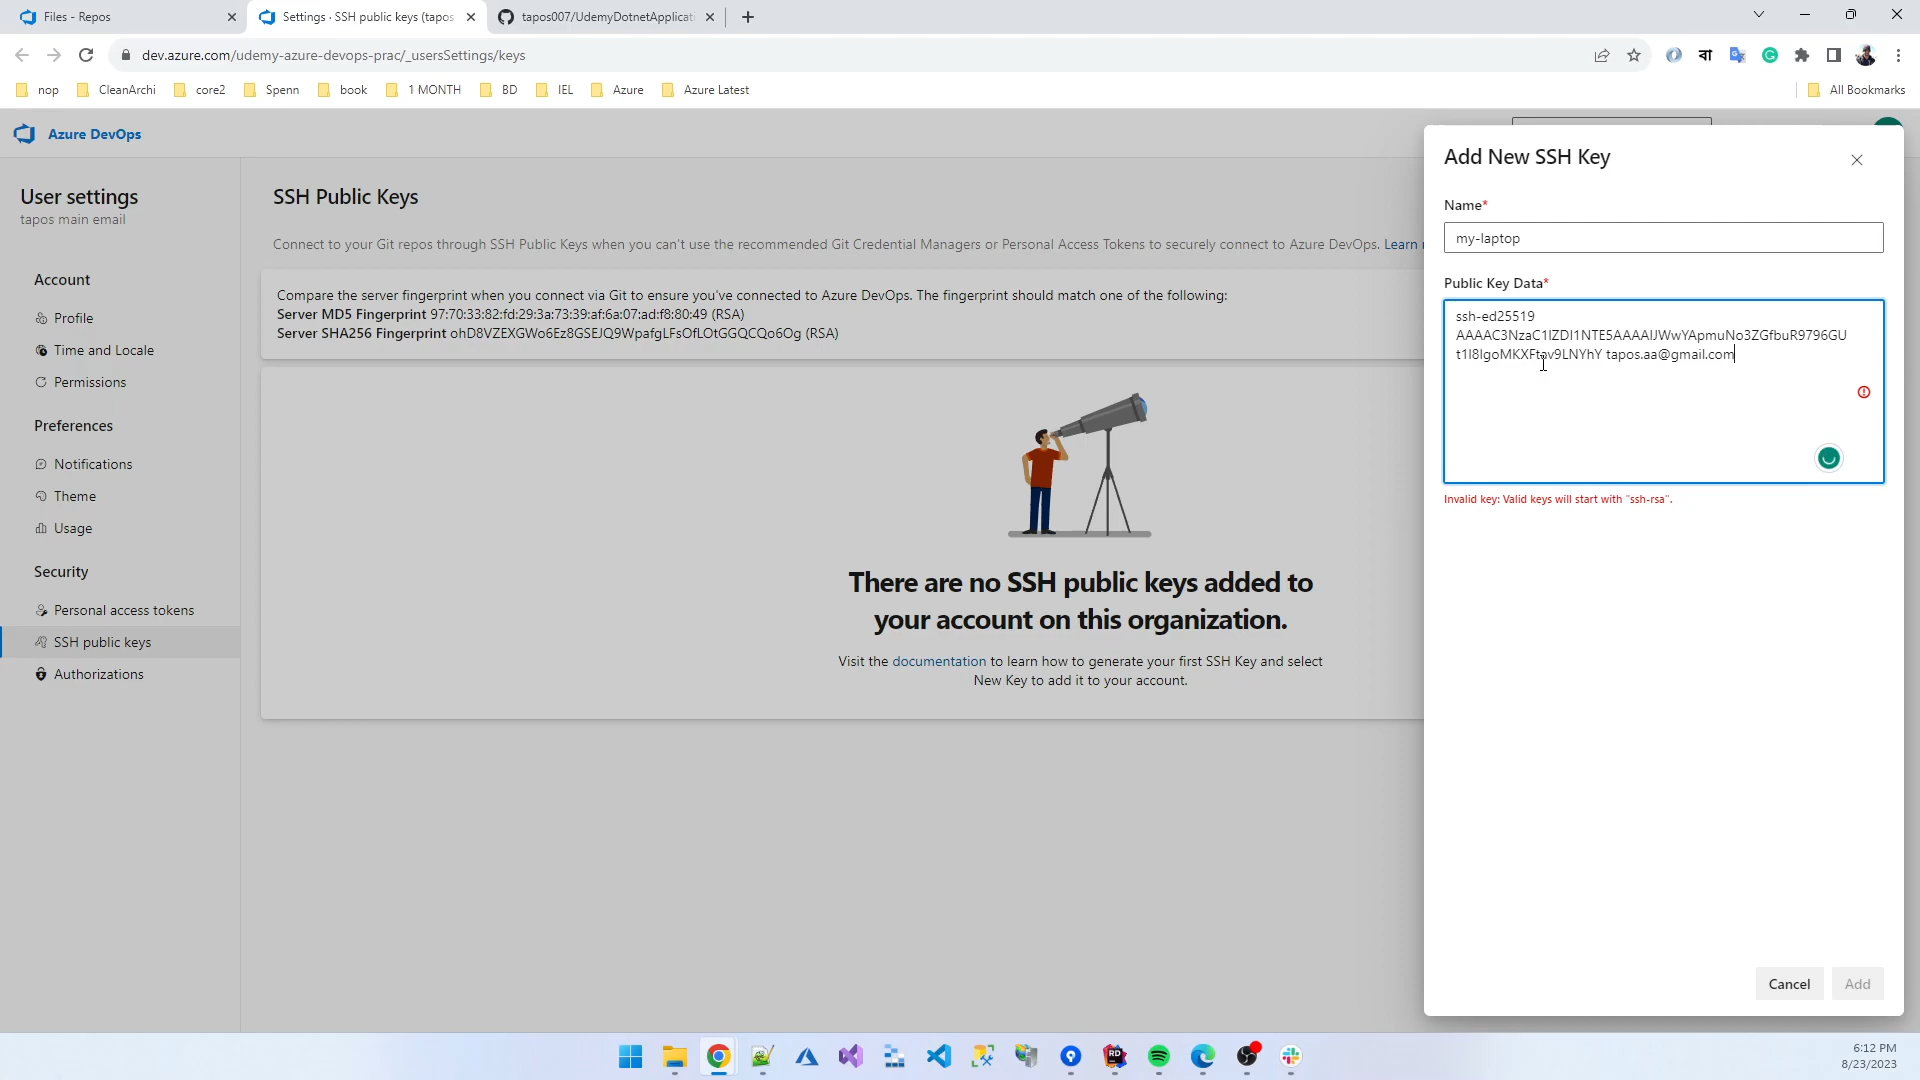 Files - Repos
Settings · SSH public keys (tapos
tapos007/UdemyDotnetApplicati
dev.azure.com/udemy-azure-devops-prac/_usersSettings/keys
বা
nop
CleanArchi
core2
Spenn
book
1 MONTH
BD
IEL
Azure
Azure Latest
All Bookmarks
Azure DevOps
User settings
tapos main email
Account
Profile
Time and Locale
Permissions
Preferences
Notifications
Theme
Usage
Security
Personal access tokens
SSH public keys
Authorizations
SSH Public Keys
Connect to your Git repos through SSH Public Keys when you can't use the recommended Git Credential Managers or Personal Access Tokens to securely connect to Azure DevOps. Learn
Compare the server fingerprint when you connect via Git to ensure you've connected to Azure DevOps. The fingerprint should match one of the following:
Server MD5 Fingerprint 97:70:33:82:fd:29:3a:73:39:af:6a:07:ad:f8:80:49 (RSA)
Server SHA256 Fingerprint ohD8VZEXGWo6Ez8GSEJQ9WpafgLFsOfLOtGGQCQo6Og (RSA)
There are no SSH public keys added to
your account on this organization.
Visit the documentation to learn how to generate your first SSH Key and select
New Key to add it to your account.
Add New SSH Key
Name*
my-laptop
Public Key Data*
ssh-ed25519
AAAAC3NzaC1lZDI1NTE5AAAAIJWwYApmuNo3ZGfbuR9796GU
t1I8IgoMKXFtav9LNYhY tapos.aa@gmail.com
Invalid key: Valid keys will start with "ssh-rsa".
Cancel
Add
RD
6:12 PM
8/23/2023